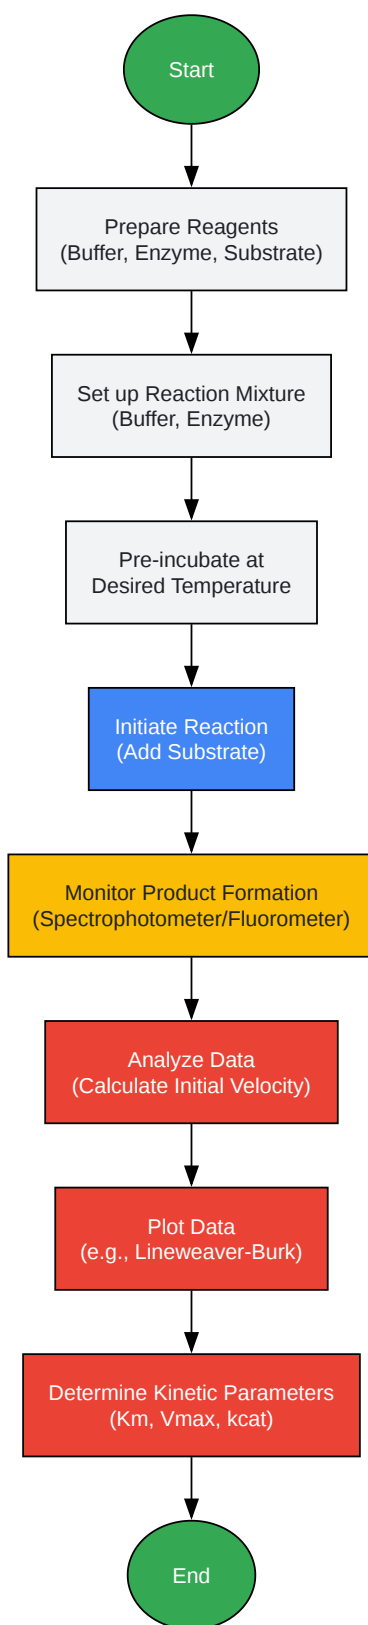 Start
Prepare Reagents
(Buffer, Enzyme, Substrate)
Set up Reaction Mixture
(Buffer, Enzyme)
Pre-incubate at
Desired Temperature
Initiate Reaction
(Add Substrate)
Monitor Product Formation
(Spectrophotometer/Fluorometer)
Analyze Data
(Calculate Initial Velocity)
Plot Data
(e.g., Lineweaver-Burk)
Determine Kinetic Parameters
(Km, Vmax, kcat)
End